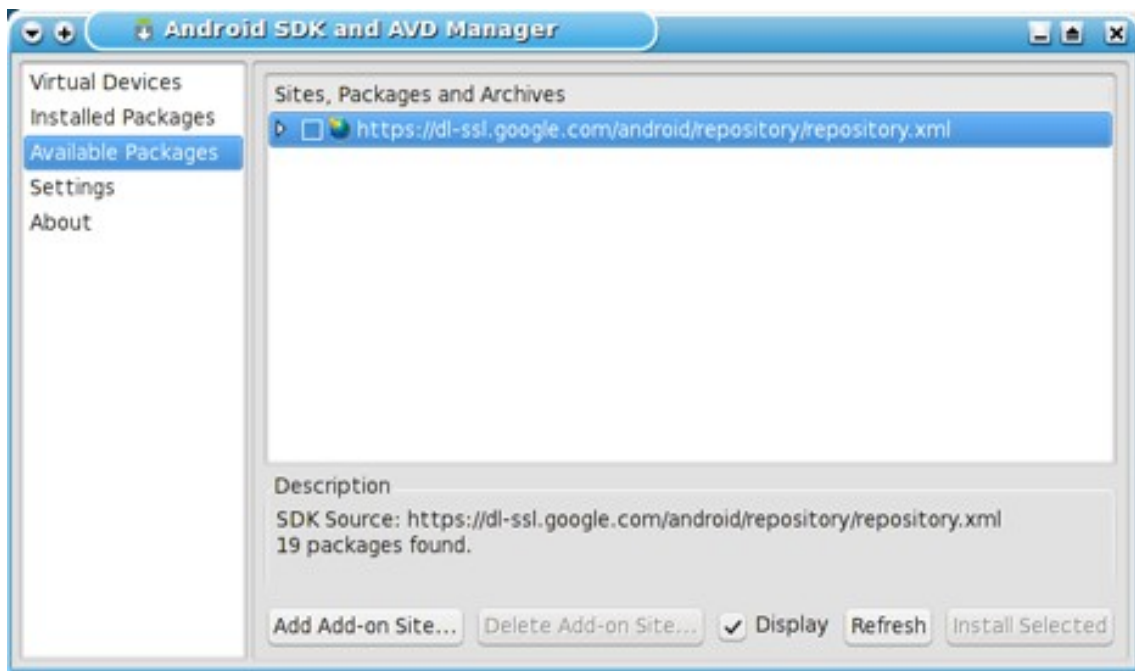 Android SDK and AVD Manager
Virtual Devices
Installed Packages
Available Packages
Settings
About
Sites, Packages and Archives
https://dl-ssl.google.com/android/repository/repository.xml
Description
SDK Source: https://dl-ssl.google.com/android/repository/repository.xml
19 packages found.
Add Add-on Site... Delete Add-on Site... Display Refresh Install Selected